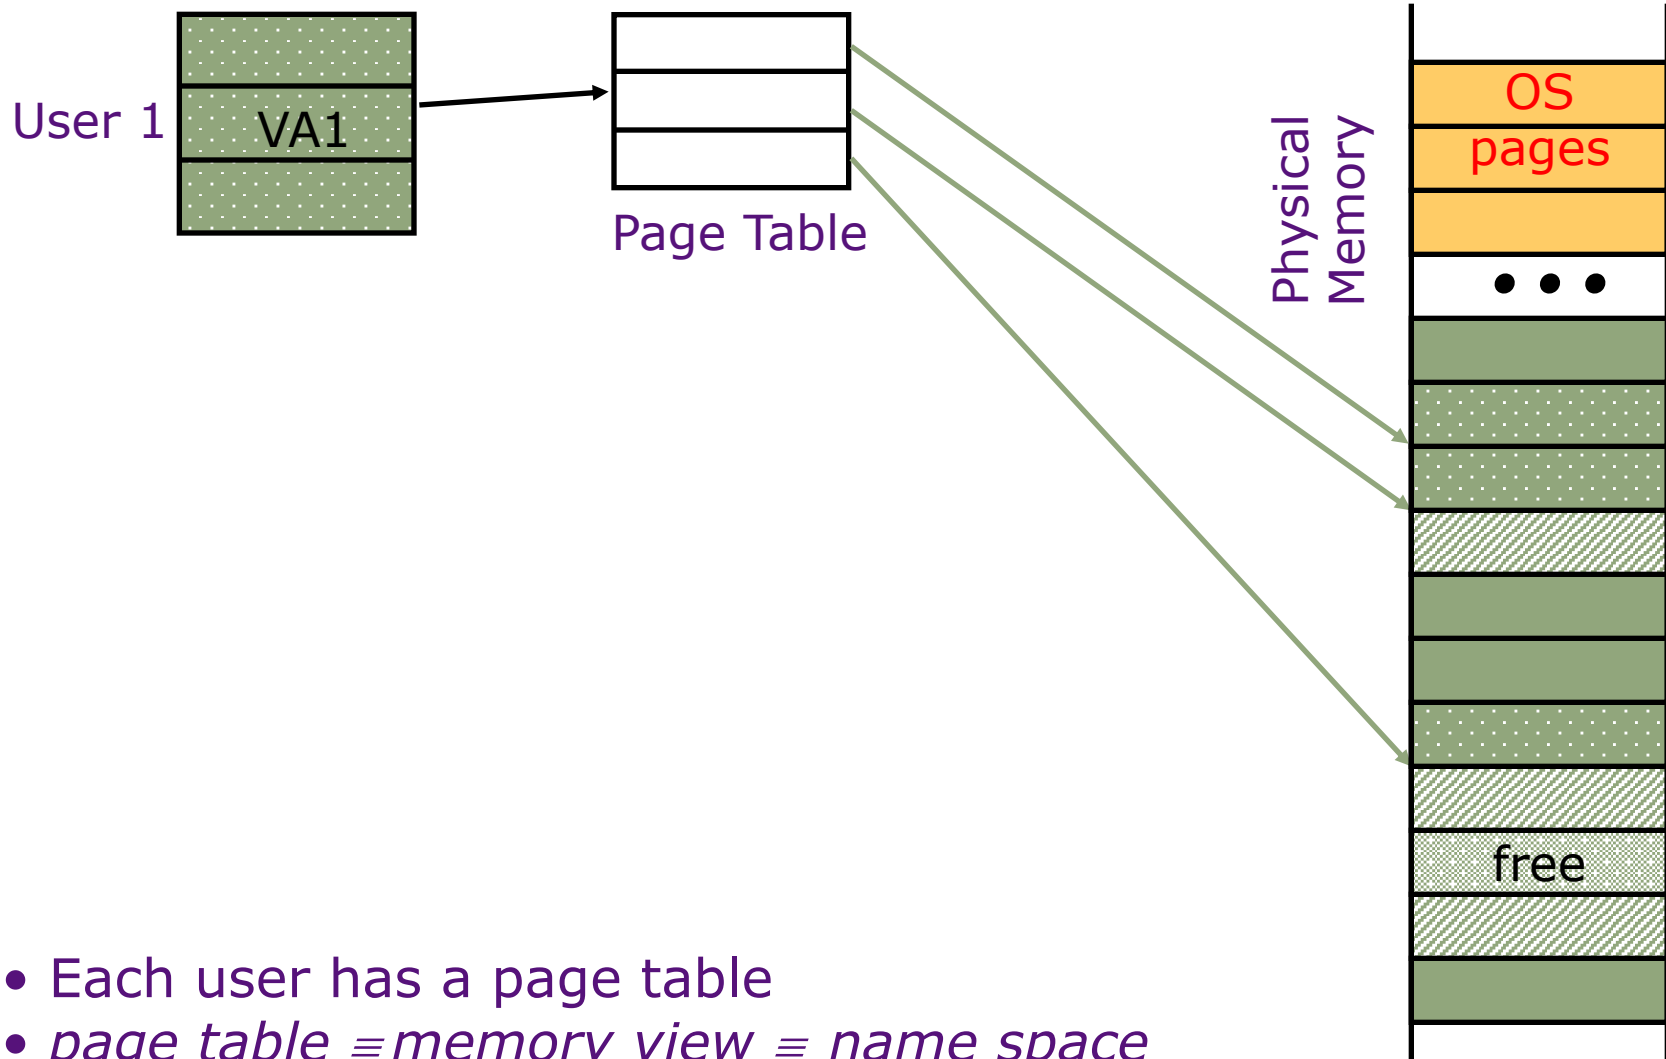 User 1
VA1
Page Table
Physical
Memory
OS
pages
• • •
free
• Each user has a page table
• page table ≡ memory view ≡ name space